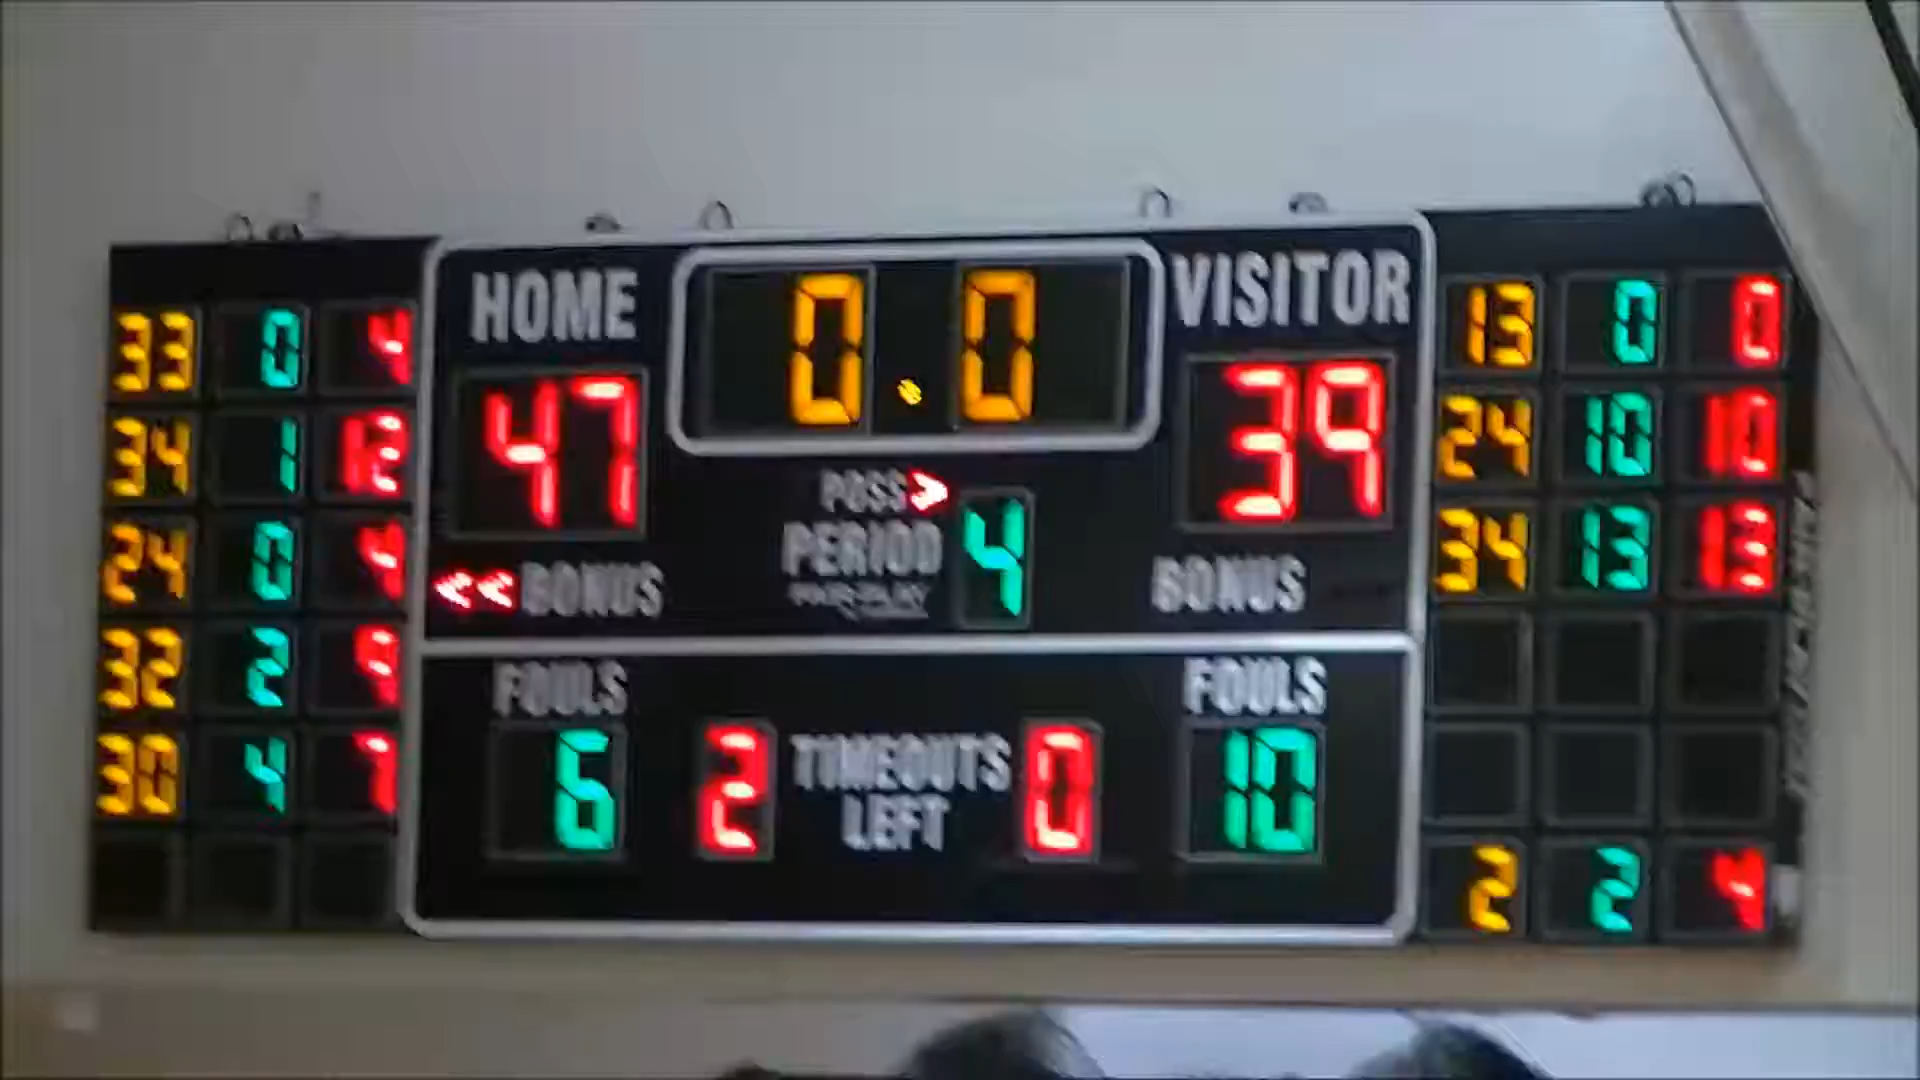 HOME 0.0 VISITOR
33 0 4 47 39 13 0 0
34 1 12 POSS > 24 10 10
24 0 4 << BONUS PERIOD 4 BONUS 34 13 13
FAIR-PLAY
32 2 9 FOULS FOULS
30 4 7 6 2 TIMEOUTS 0 10
LEFT
2 2 4